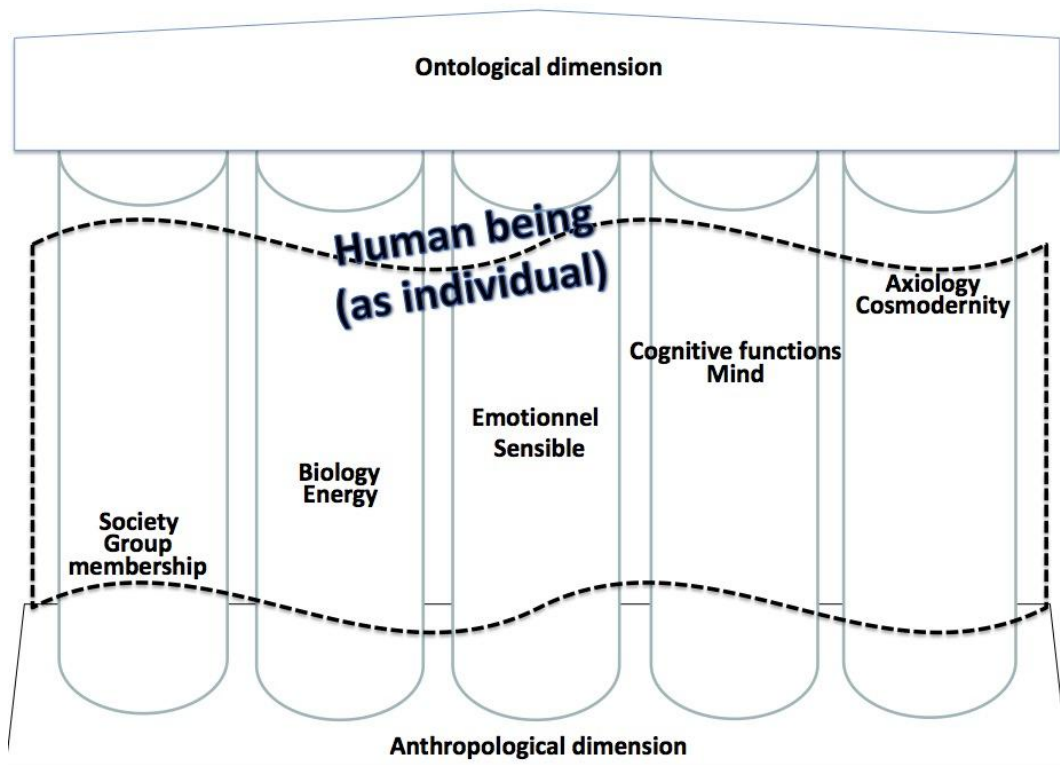 Ontological dimension
Human being
(as individual)
Axiology
Cosmodernity
Cognitive functions
Mind
Emotionnel
Sensible
Biology
Energy
Society
Group
membership
Anthropological dimension